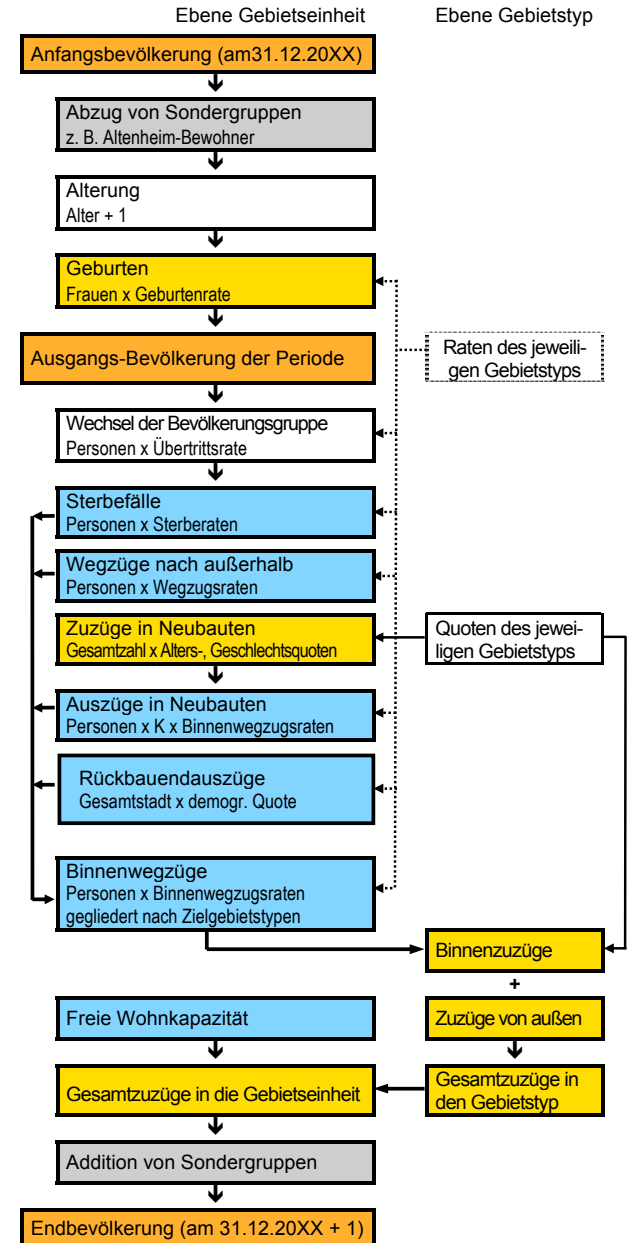 Ebene Gebietseinheit
Ebene Gebietstyp
Anfangsbevölkerung (am31.12.20XX)
Abzug von Sondergruppen
z. B. Altenheim-Bewohner
Alterung
Alter + 1
Geburten
Frauen x Geburtenrate
Ausgangs-Bevölkerung der Periode
Raten des jeweili-
gen Gebietstyps
Wechsel der Bevölkerungsgruppe
Personen x Übertrittsrate
Sterbefälle
Personen x Sterberaten
Wegzüge nach außerhalb
Personen x Wegzugsraten
Zuzüge in Neubauten
Gesamtzahl x Alters-, Geschlechtsquoten
Quoten des jewei-
ligen Gebietstyps
Auszüge in Neubauten
Personen x K x Binnenwegzugsraten
Rückbauendauszüge
Gesamtstadt x demogr. Quote
Binnenwegzüge
Personen x Binnenwegzugsraten
gegliedert nach Zielgebietstypen
Binnenzuzüge
+
Freie Wohnkapazität
Zuzüge von außen
Gesamtzuzüge in die Gebietseinheit
Gesamtzuzüge in
den Gebietstyp
Addition von Sondergruppen
Endbevölkerung (am 31.12.20XX + 1)